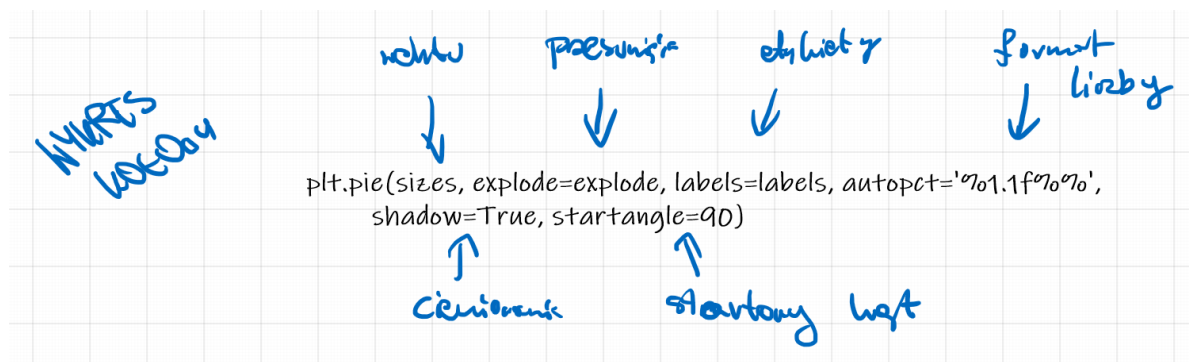 przesunięcie
etykiety
format
liczby
WYKRES
KOŁOWY
plt.pie(sizes, explode=explode, labels=labels, autopct='%1.1f%%',
shadow=True, startangle=90)
cieniowanie
startowy kąt